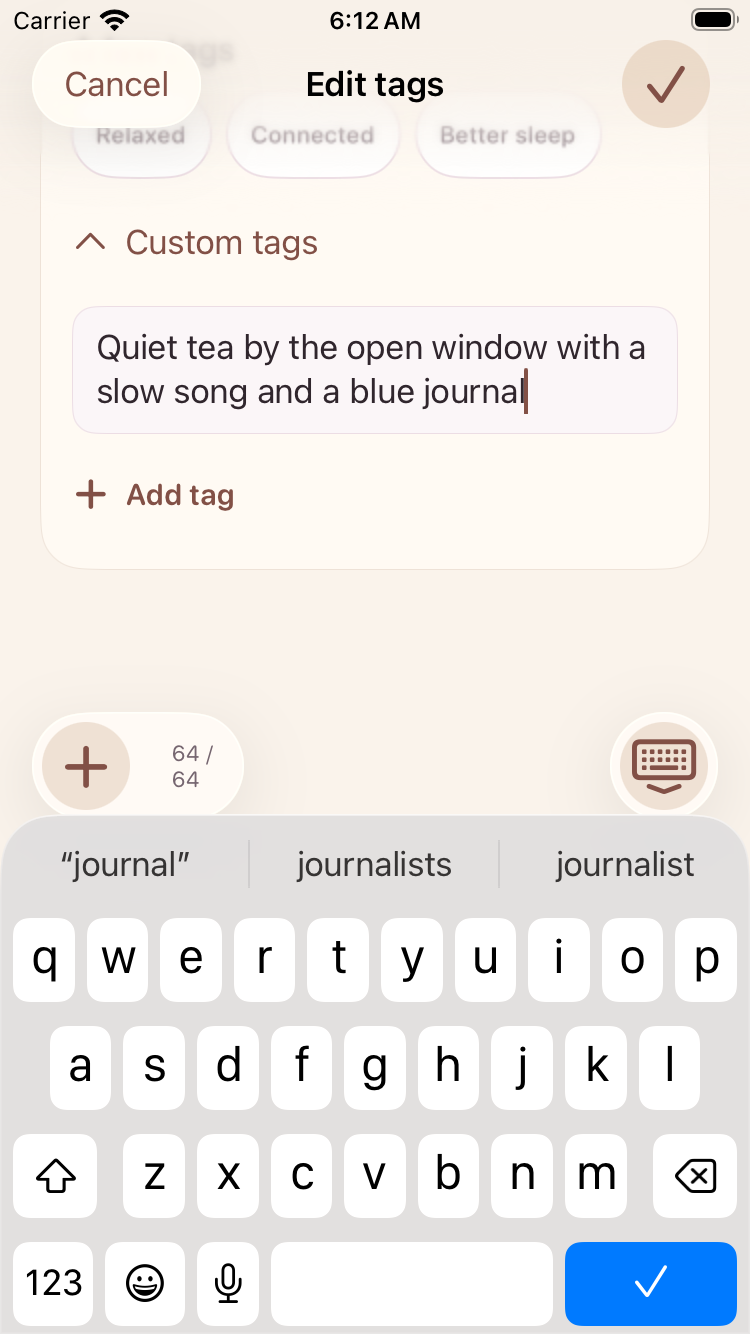 Carrier 6:12 AM
tags
Cancel Edit tags
Relaxed Connected Better sleep
Custom tags
Quiet tea by the open window with a
slow song and a blue journal
Add tag
64 /
64
“journal” journalists journalist
q w e r t y u i o p
a s d f g h j k l
z x c v b n m
123